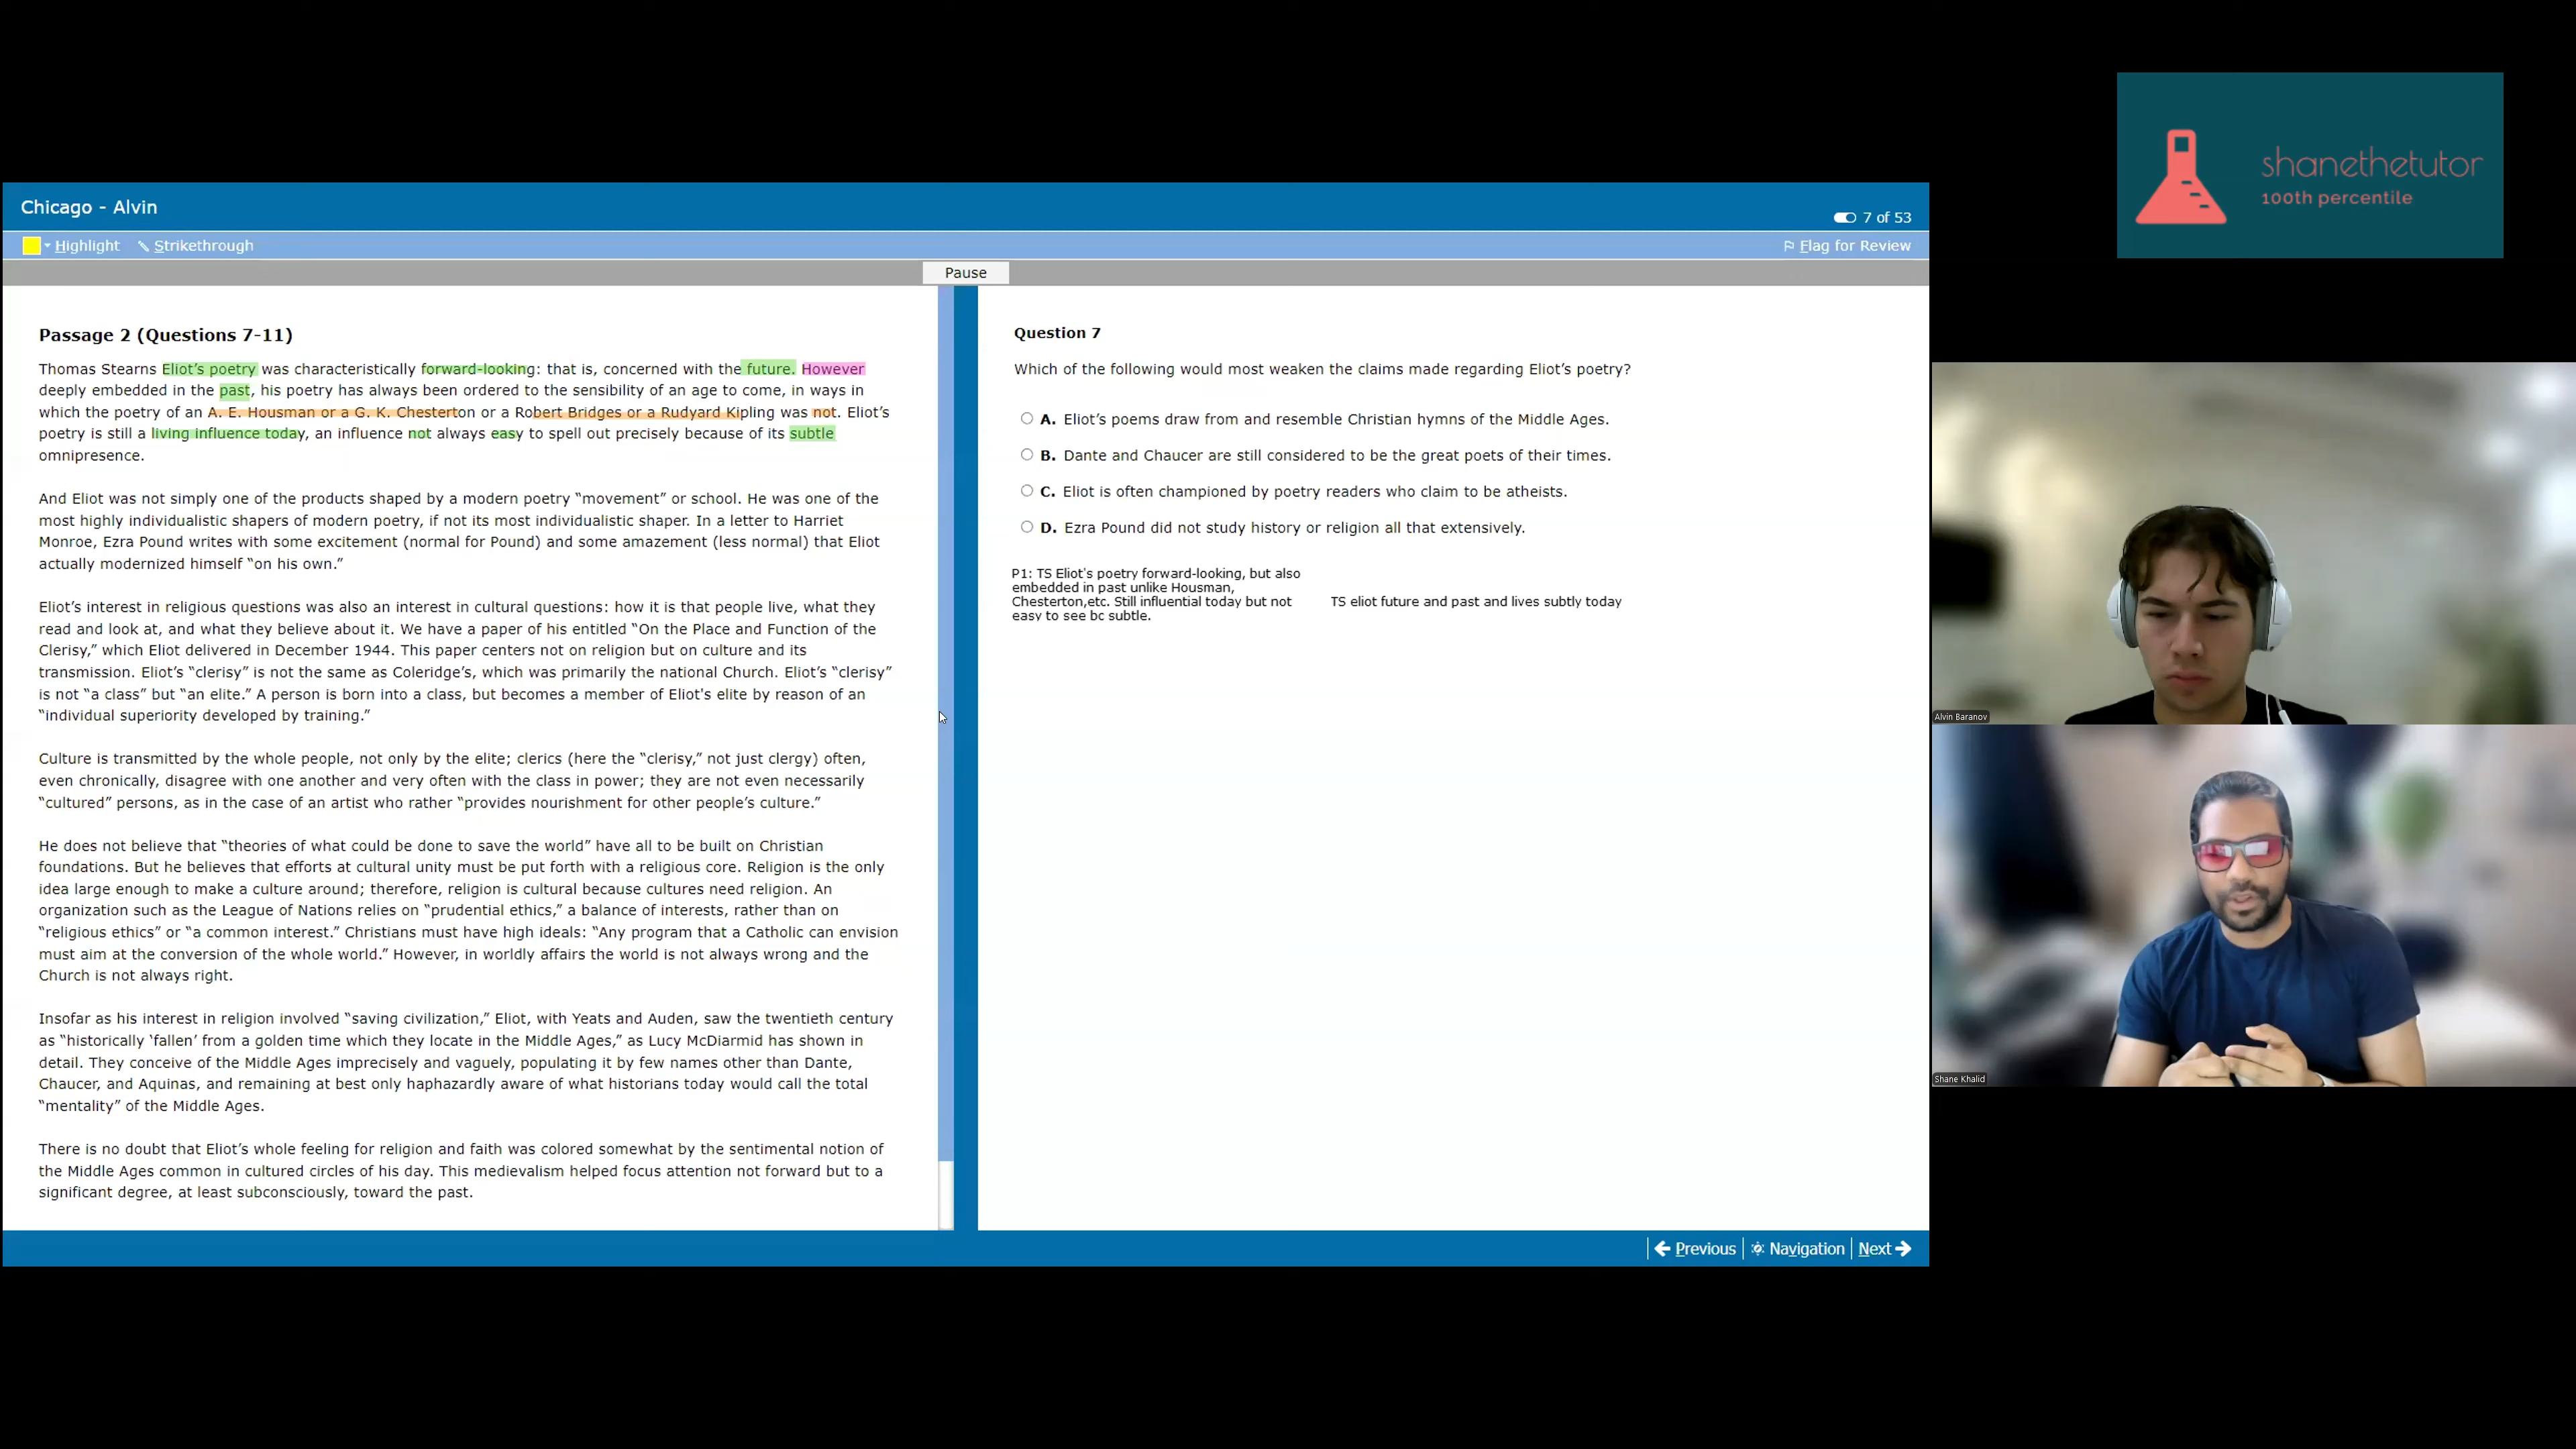 shanethetutor
100th percentile
Chicago - Alvin
7 of 53
Highlight Strikethrough
Flag for Review
Pause
Passage 2 (Questions 7-11)
Thomas Stearns Eliot’s poetry was characteristically forward-looking: that is, concerned with the future. However
deeply embedded in the past, his poetry has always been ordered to the sensibility of an age to come, in ways in
which the poetry of an A. E. Housman or a G. K. Chesterton or a Robert Bridges or a Rudyard Kipling was not. Eliot’s
poetry is still a living influence today, an influence not always easy to spell out precisely because of its subtle
omnipresence.
And Eliot was not simply one of the products shaped by a modern poetry “movement” or school. He was one of the
most highly individualistic shapers of modern poetry, if not its most individualistic shaper. In a letter to Harriet
Monroe, Ezra Pound writes with some excitement (normal for Pound) and some amazement (less normal) that Eliot
actually modernized himself “on his own.”
Eliot’s interest in religious questions was also an interest in cultural questions: how it is that people live, what they
read and look at, and what they believe about it. We have a paper of his entitled “On the Place and Function of the
Clerisy,” which Eliot delivered in December 1944. This paper centers not on religion but on culture and its
transmission. Eliot’s “clerisy” is not the same as Coleridge’s, which was primarily the national Church. Eliot’s “clerisy”
is not “a class” but “an elite.” A person is born into a class, but becomes a member of Eliot's elite by reason of an
“individual superiority developed by training.”
Culture is transmitted by the whole people, not only by the elite; clerics (here the “clerisy,” not just clergy) often,
even chronically, disagree with one another and very often with the class in power; they are not even necessarily
“cultured” persons, as in the case of an artist who rather “provides nourishment for other people’s culture.”
He does not believe that “theories of what could be done to save the world” have all to be built on Christian
foundations. But he believes that efforts at cultural unity must be put forth with a religious core. Religion is the only
idea large enough to make a culture around; therefore, religion is cultural because cultures need religion. An
organization such as the League of Nations relies on “prudential ethics,” a balance of interests, rather than on
“religious ethics” or “a common interest.” Christians must have high ideals: “Any program that a Catholic can envision
must aim at the conversion of the whole world.” However, in worldly affairs the world is not always wrong and the
Church is not always right.
Insofar as his interest in religion involved “saving civilization,” Eliot, with Yeats and Auden, saw the twentieth century
as “historically ‘fallen’ from a golden time which they locate in the Middle Ages,” as Lucy McDiarmid has shown in
detail. They conceive of the Middle Ages imprecisely and vaguely, populating it by few names other than Dante,
Chaucer, and Aquinas, and remaining at best only haphazardly aware of what historians today would call the total
“mentality” of the Middle Ages.
There is no doubt that Eliot’s whole feeling for religion and faith was colored somewhat by the sentimental notion of
the Middle Ages common in cultured circles of his day. This medievalism helped focus attention not forward but to a
significant degree, at least subconsciously, toward the past.
Question 7
Which of the following would most weaken the claims made regarding Eliot’s poetry?
A. Eliot’s poems draw from and resemble Christian hymns of the Middle Ages.
B. Dante and Chaucer are still considered to be the great poets of their times.
C. Eliot is often championed by poetry readers who claim to be atheists.
D. Ezra Pound did not study history or religion all that extensively.
P1: TS Eliot's poetry forward-looking, but also
embedded in past unlike Housman,
Chesterton,etc. Still influential today but not
easy to see bc subtle.
TS eliot future and past and lives subtly today
Alvin Baranov
Shane Khalid
Previous Navigation Next